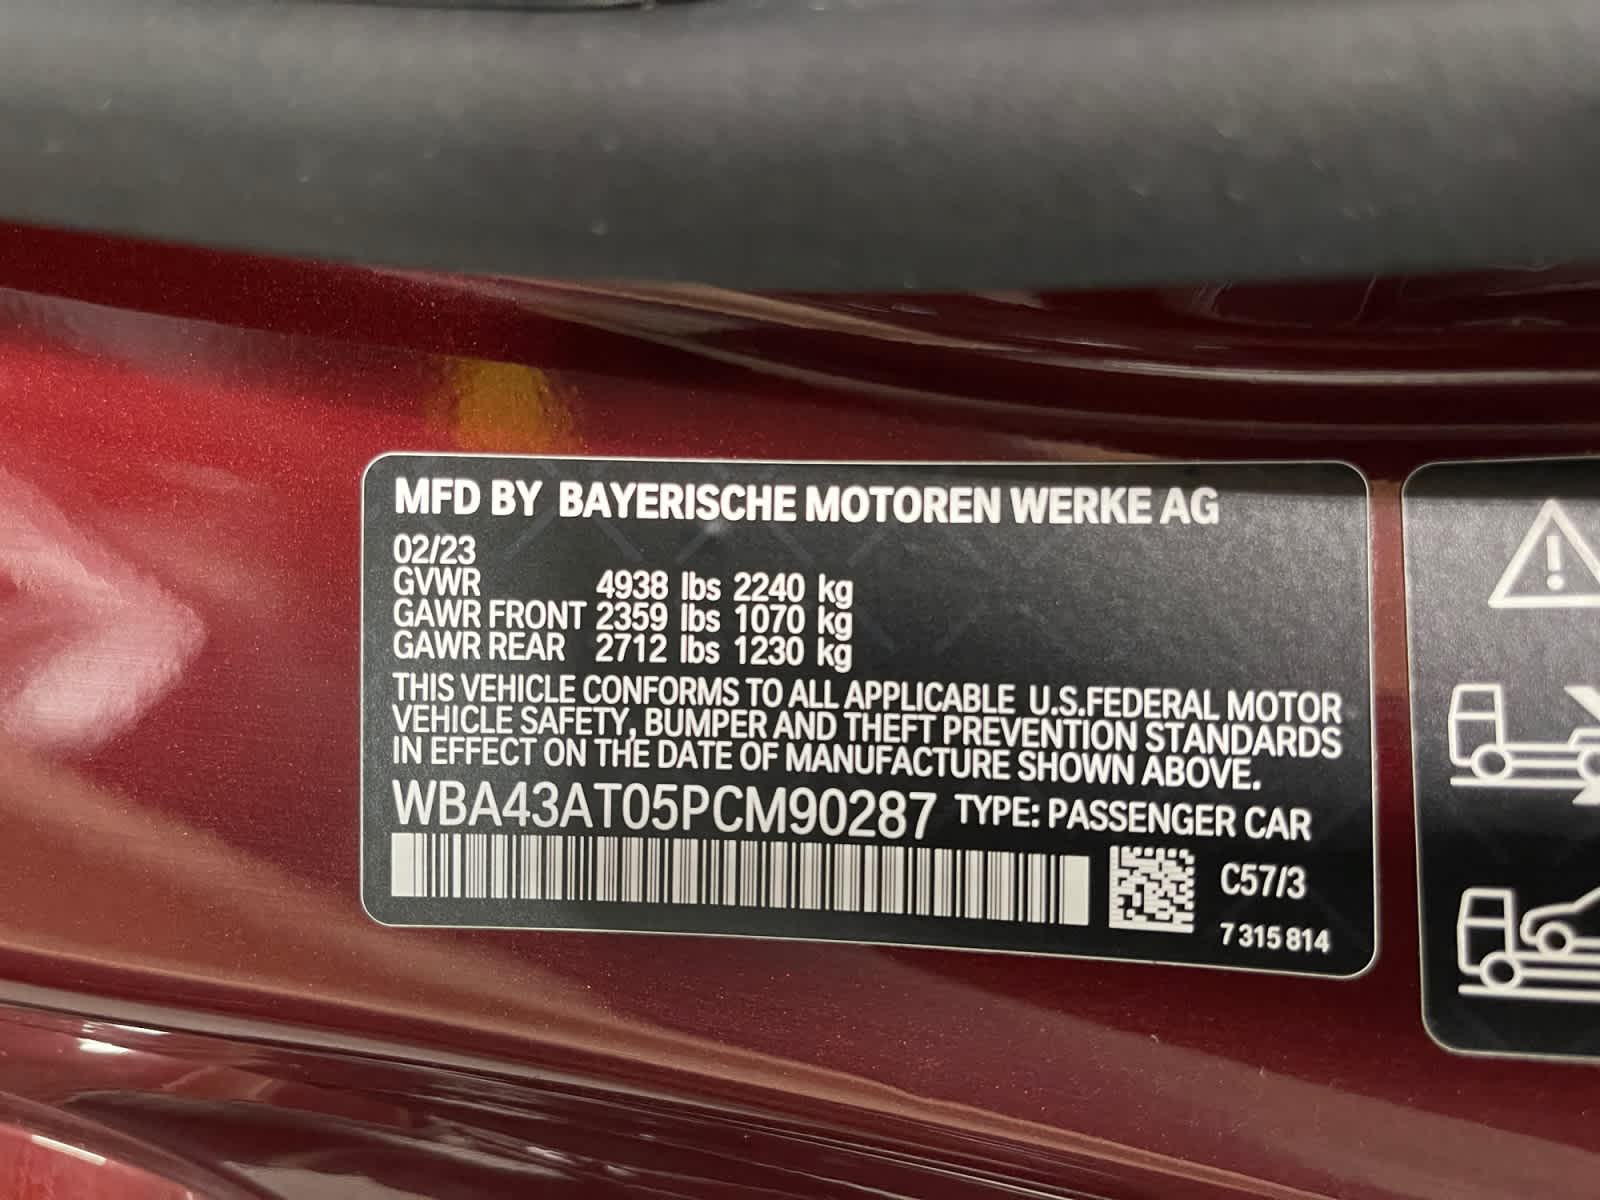 MFD BY BAYERISCHE MOTOREN WERKE AG
02/23
GVWR 4938 lbs 2240 kg
GAWR FRONT 2359 lbs 1070 kg
GAWR REAR 2712 lbs 1230 kg
THIS VEHICLE CONFORMS TO ALL APPLICABLE U.S.FEDERAL MOTOR
VEHICLE SAFETY, BUMPER AND THEFT PREVENTION STANDARDS
IN EFFECT ON THE DATE OF MANUFACTURE SHOWN ABOVE.
WBA43AT05PCM90287 TYPE: PASSENGER CAR
C57/3
7 315 814